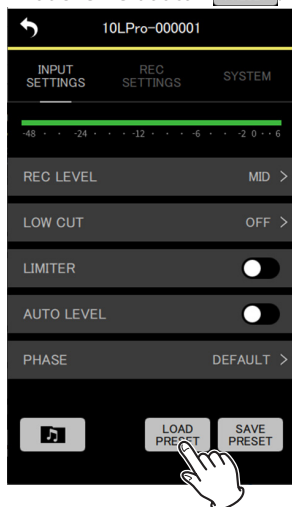 10LPro-000001
INPUT SETTINGS
REC SETTINGS
SYSTEM
-48 · · -24 · · · -12 · · · -6 · · -2 0 · · 6
REC LEVEL MID >
LOW CUT OFF >
LIMITER
AUTO LEVEL
PHASE DEFAULT >
LOAD PRESET
SAVE PRESET